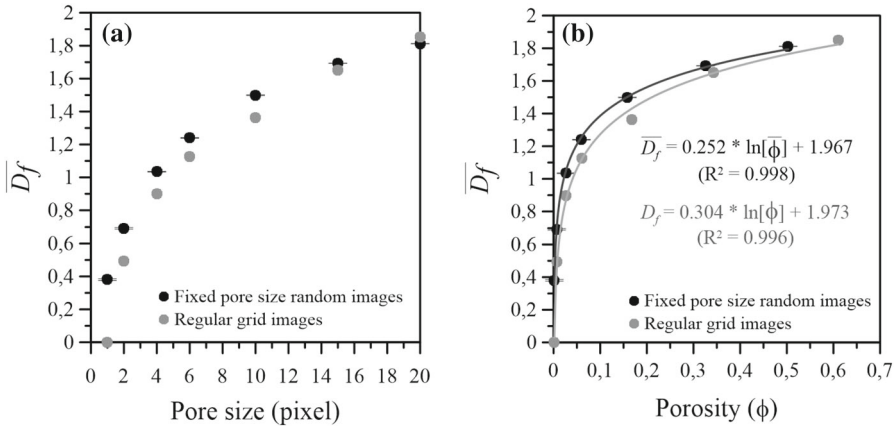 (a)
2
1,8
1,6
1,4
1,2
1
0,8
0,6
0,4
0,2
0
D_f
Fixed pore size random images
Regular grid images
0 2 4 6 8 10 12 14 16 18 20
Pore size (pixel)
(b)
2
1,8
1,6
1,4
1,2
1
0,8
0,6
0,4
0,2
0
D_f
D_f = 0.252 * ln[ϕ] + 1.967
(R² = 0.998)
D_f = 0.304 * ln[ϕ] + 1.973
(R² = 0.996)
Fixed pore size random images
Regular grid images
0 0,1 0,2 0,3 0,4 0,5 0,6 0,7
Porosity (ϕ)